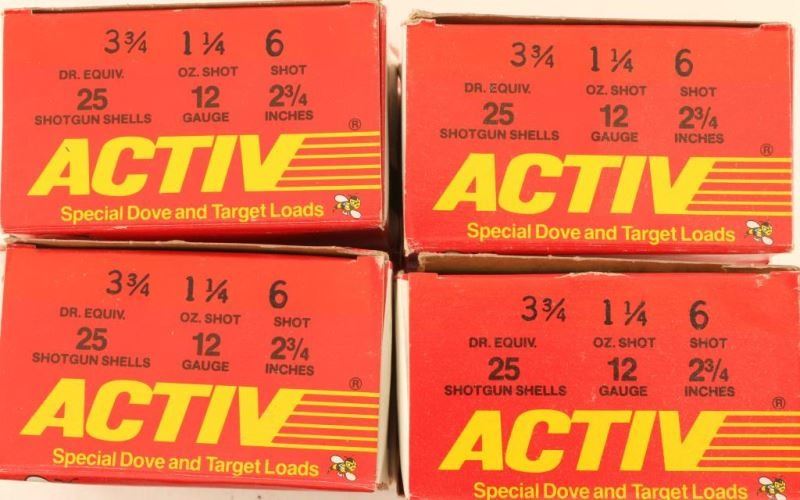 3¾ 1¼ 6
DR. EQUIV. OZ. SHOT SHOT
25 12 2¾
SHOTGUN SHELLS GAUGE INCHES
ACTIV®
Special Dove and Target Loads
3¾ 1¼ 6
DR. EQUIV. OZ. SHOT SHOT
25 12 2¾
SHOTGUN SHELLS GAUGE INCHES
ACTIV®
Special Dove and Target Loads
3¾ 1¼ 6
DR. EQUIV. OZ. SHOT SHOT
25 12 2¾
SHOTGUN SHELLS GAUGE INCHES
ACTIV®
Special Dove and Target Loads
3¾ 1¼ 6
DR. EQUIV. OZ. SHOT SHOT
25 12 2¾
SHOTGUN SHELLS GAUGE INCHES
ACTIV®
Special Dove and Target Loads